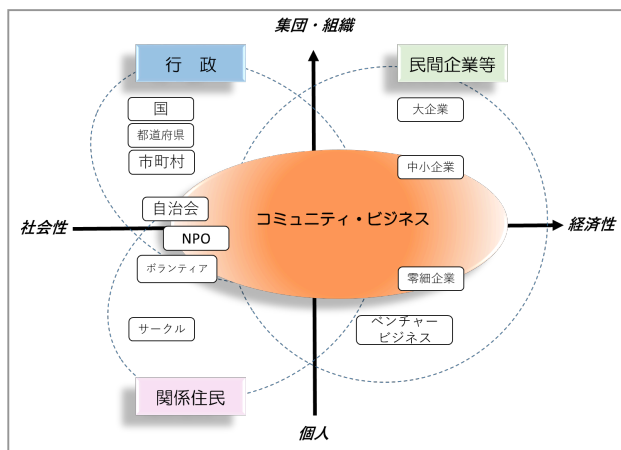 集団・組織
行 政
民間企業等
国
大企業
都道府県
市町村
中小企業
自治会
コミュニティ・ビジネス
社会性
経済性
NPO
ボランティア
零細企業
サークル
ベンチャー
ビジネス
関係住民
個人